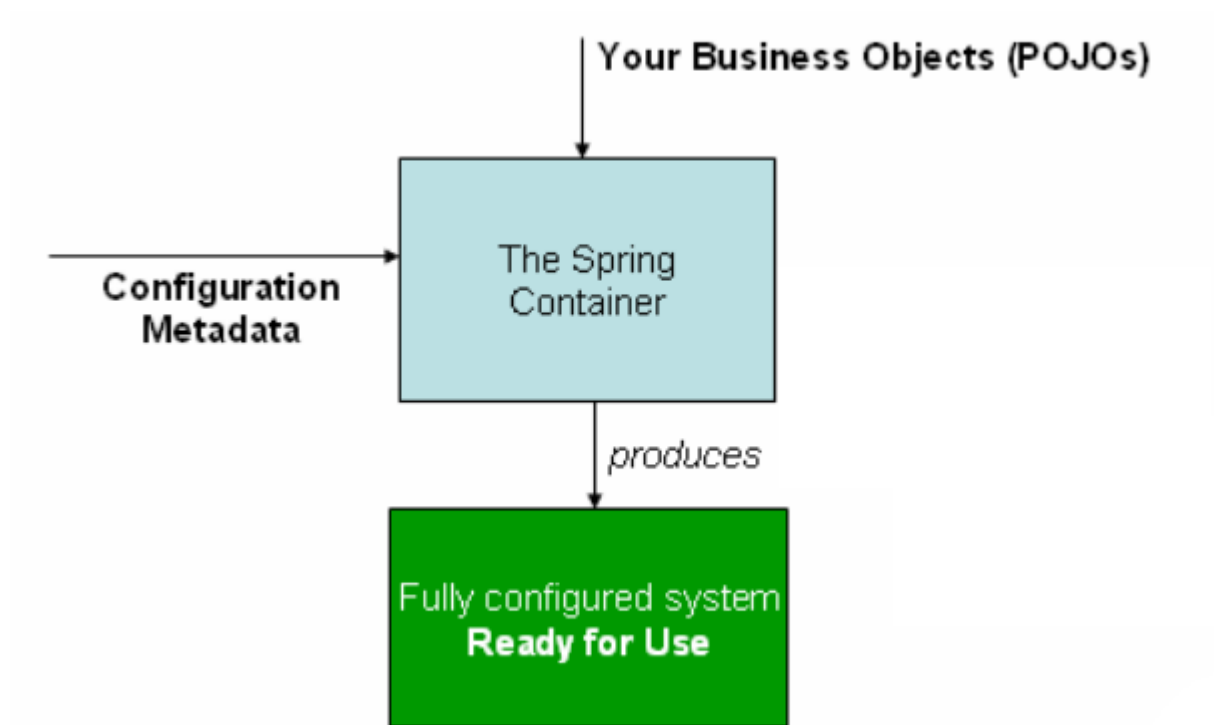 Your Business Objects (POJOs)
The Spring
Container
Configuration
Metadata
produces
Fully configured system
Ready for Use